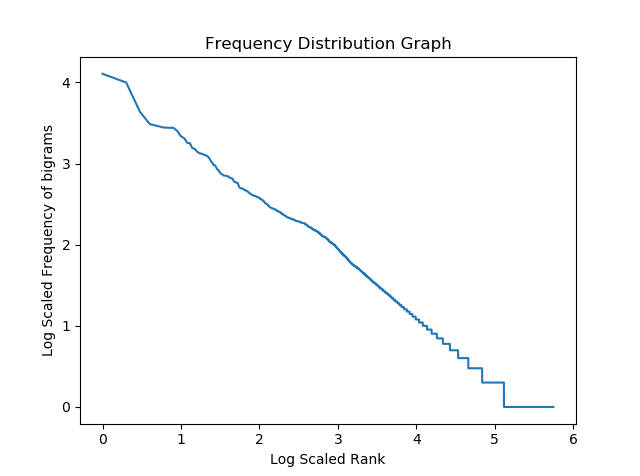 Frequency Distribution Graph
Log Scaled Frequency of bigrams
4
3
2
1
0
0 1 2 3 4 5 6
Log Scaled Rank